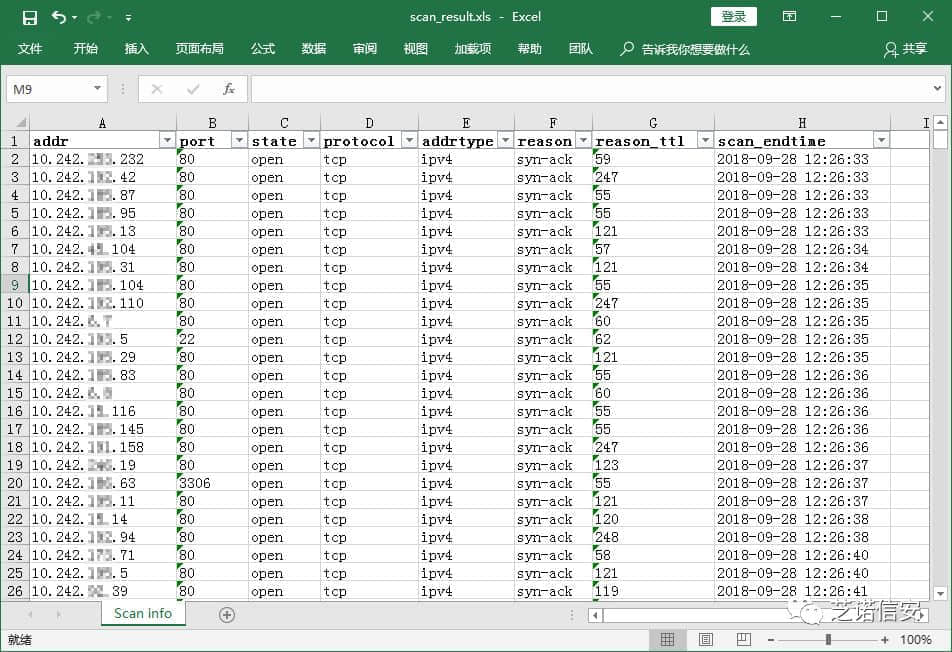 scan_result.xls - Excel
登录
文件 开始 插入 页面布局 公式 数据 审阅 视图 加载项 帮助 团队 告诉我你想要做什么 共享
M9 fx
A B C D E F G H I
1 addr port state protocol addrtype reason reason_ttl scan_endtime
2 10.242. .232 80 open tcp ipv4 syn-ack 59 2018-09-28 12:26:33
3 10.242. .42 80 open tcp ipv4 syn-ack 247 2018-09-28 12:26:33
4 10.242. .87 80 open tcp ipv4 syn-ack 55 2018-09-28 12:26:33
5 10.242. .95 80 open tcp ipv4 syn-ack 55 2018-09-28 12:26:33
6 10.242. .13 80 open tcp ipv4 syn-ack 121 2018-09-28 12:26:33
7 10.242. .104 80 open tcp ipv4 syn-ack 57 2018-09-28 12:26:34
8 10.242. .31 80 open tcp ipv4 syn-ack 121 2018-09-28 12:26:34
9 10.242. .104 80 open tcp ipv4 syn-ack 55 2018-09-28 12:26:35
10 10.242. .110 80 open tcp ipv4 syn-ack 247 2018-09-28 12:26:35
11 10.242. 80 open tcp ipv4 syn-ack 60 2018-09-28 12:26:35
12 10.242. .5 22 open tcp ipv4 syn-ack 62 2018-09-28 12:26:35
13 10.242. .29 80 open tcp ipv4 syn-ack 121 2018-09-28 12:26:35
14 10.242. .83 80 open tcp ipv4 syn-ack 55 2018-09-28 12:26:36
15 10.242. 80 open tcp ipv4 syn-ack 60 2018-09-28 12:26:36
16 10.242. .116 80 open tcp ipv4 syn-ack 55 2018-09-28 12:26:36
17 10.242. .145 80 open tcp ipv4 syn-ack 55 2018-09-28 12:26:36
18 10.242. .158 80 open tcp ipv4 syn-ack 247 2018-09-28 12:26:36
19 10.242. .19 80 open tcp ipv4 syn-ack 123 2018-09-28 12:26:37
20 10.242. .63 3306 open tcp ipv4 syn-ack 55 2018-09-28 12:26:37
21 10.242. .11 80 open tcp ipv4 syn-ack 121 2018-09-28 12:26:37
22 10.242. .14 80 open tcp ipv4 syn-ack 120 2018-09-28 12:26:38
23 10.242. .94 80 open tcp ipv4 syn-ack 248 2018-09-28 12:26:38
24 10.242. .71 80 open tcp ipv4 syn-ack 58 2018-09-28 12:26:40
25 10.242. .5 80 open tcp ipv4 syn-ack 121 2018-09-28 12:26:40
26 10.242. .39 80 open tcp ipv4 syn-ack 119 2018-09-28 12:26:41
Scan info
芝诺信安
就绪 100%